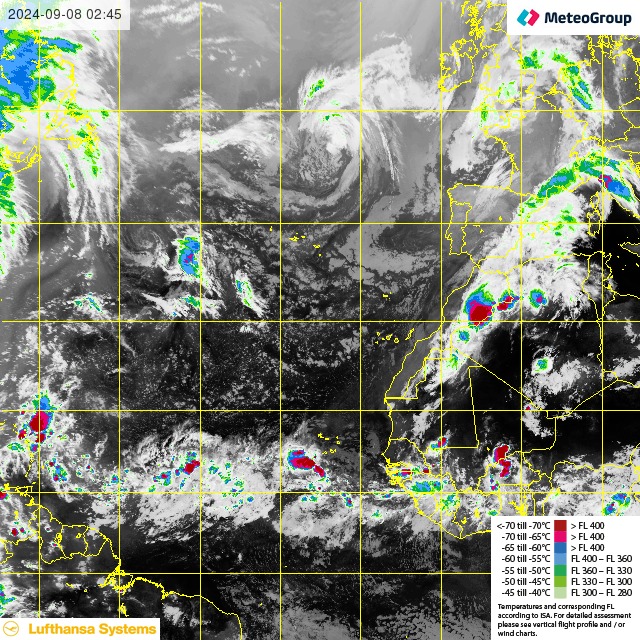 2024-09-08 02:45
MeteoGroup
<-70 till -70°C > FL 400
-70 till -65°C > FL 400
-65 till -60°C > FL 400
-60 till -55°C FL 400 – FL 360
-55 till -50°C FL 360 – FL 330
-50 till -45°C FL 330 – FL 300
-45 till -40°C FL 300 – FL 280
Temperatures and corresponding FL
according to ISA. For detailed assessment
please see vertical flight profile and / or
wind charts.
Lufthansa Systems